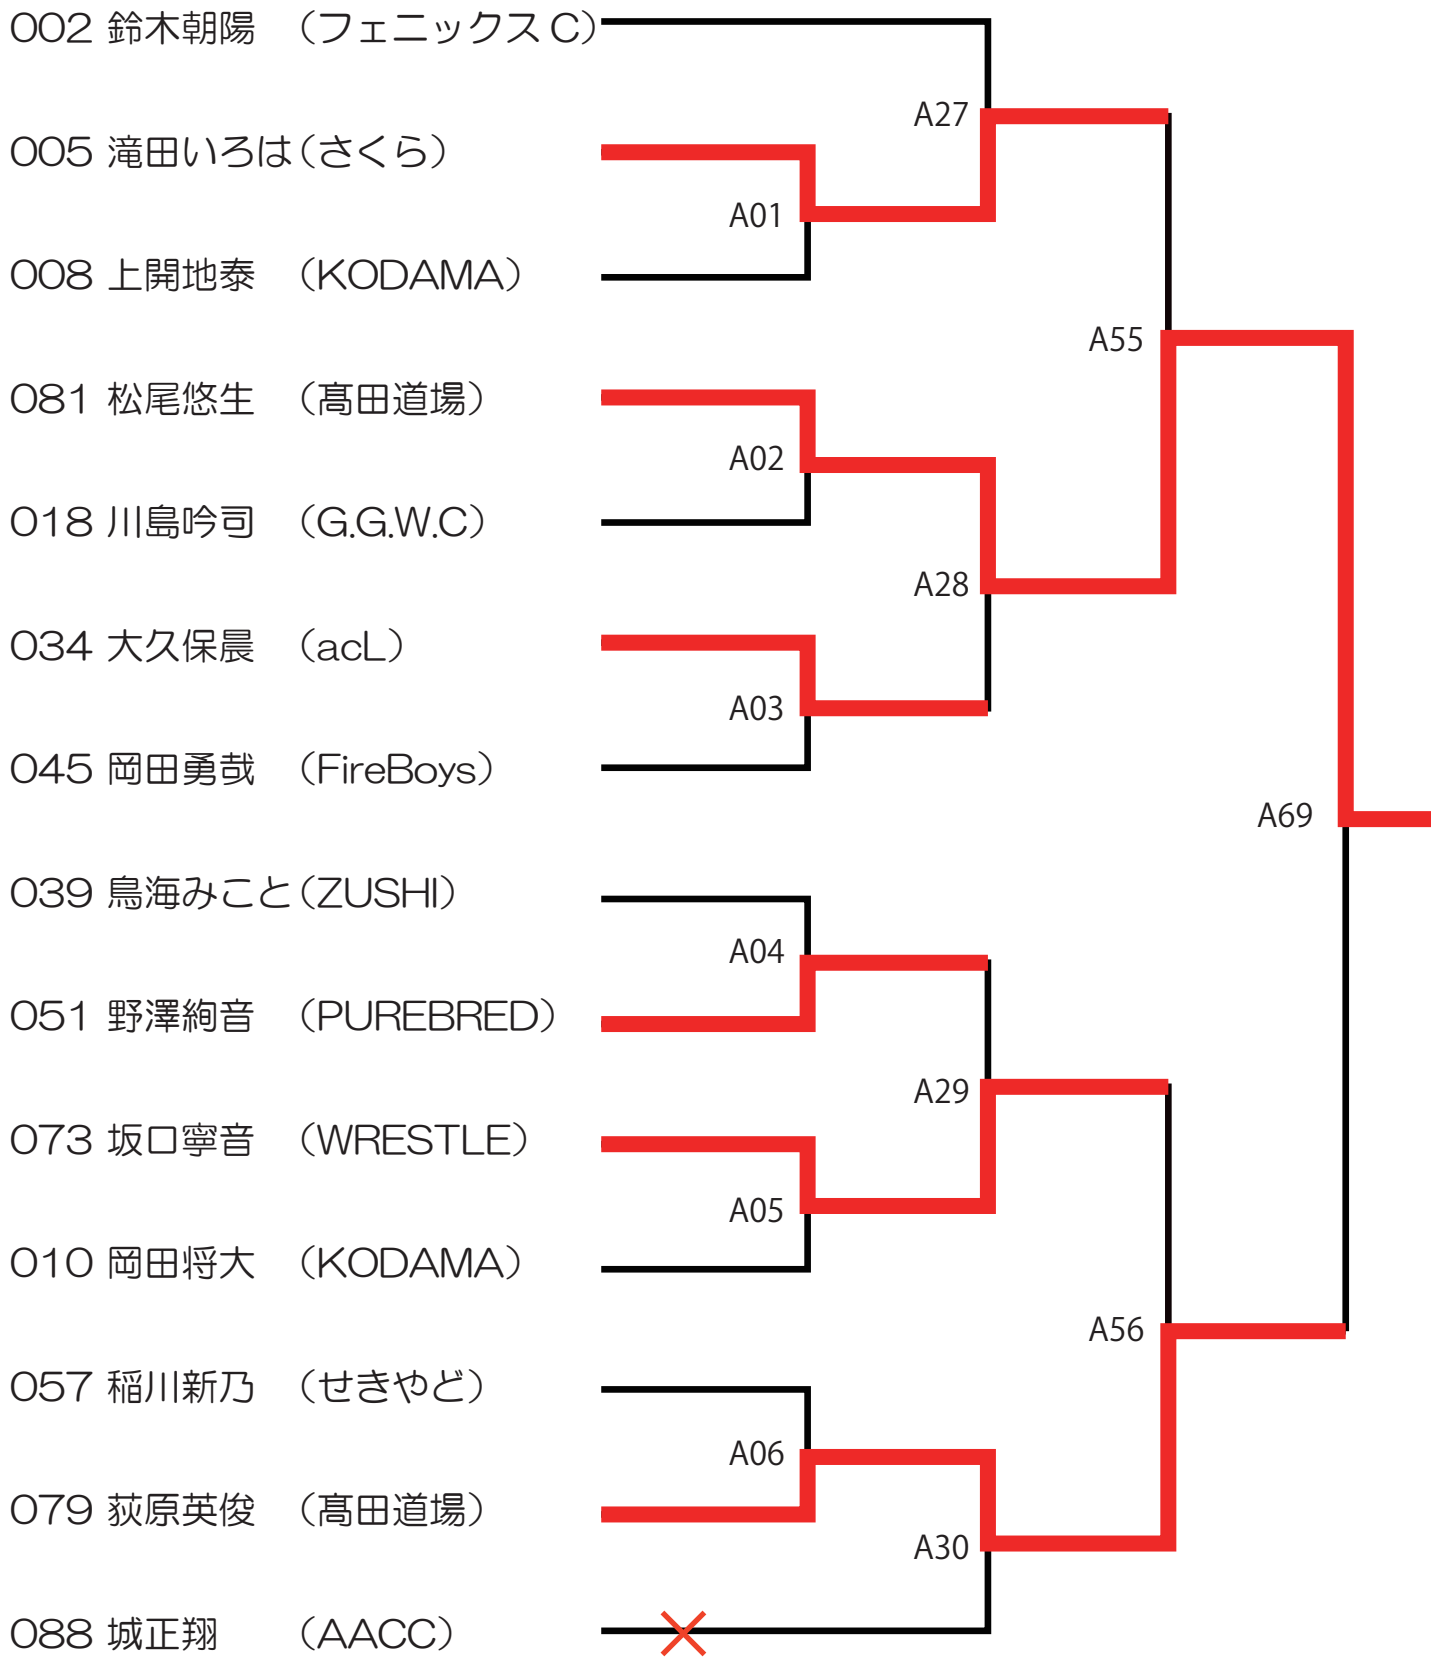 002 鈴木朝陽 （フェニックス C）
A27
005 滝田いろは（さくら）
A01
008 上開地泰 （KODAMA）
A55
081 松尾悠生 （髙田道場）
A02
018 川島吟司 （G.G.W.C）
A28
034 大久保晨 （acL）
A03
045 岡田勇哉 （FireBoys）
A69
039 鳥海みこと（ZUSHI）
A04
051 野澤絢音 （PUREBRED）
A29
073 坂口寧音 （WRESTLE）
A05
010 岡田将大 （KODAMA）
A56
057 稲川新乃 （せきやど）
A06
079 荻原英俊 （髙田道場）
A30
088 城正翔 （AACC）